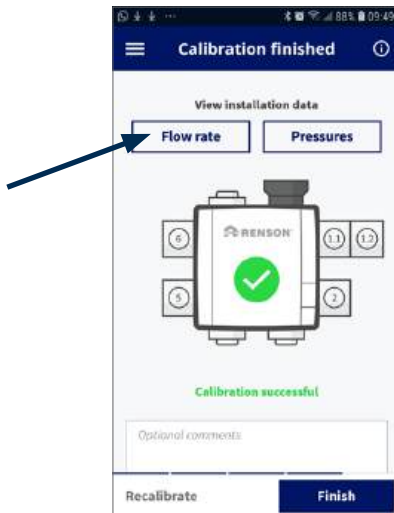 88% 09:49
Calibration finished
View installation data
Flow rate Pressures
RENSON
6 1.1 1.2
5 2
Calibration successful
Optional comments
Recalibrate Finish